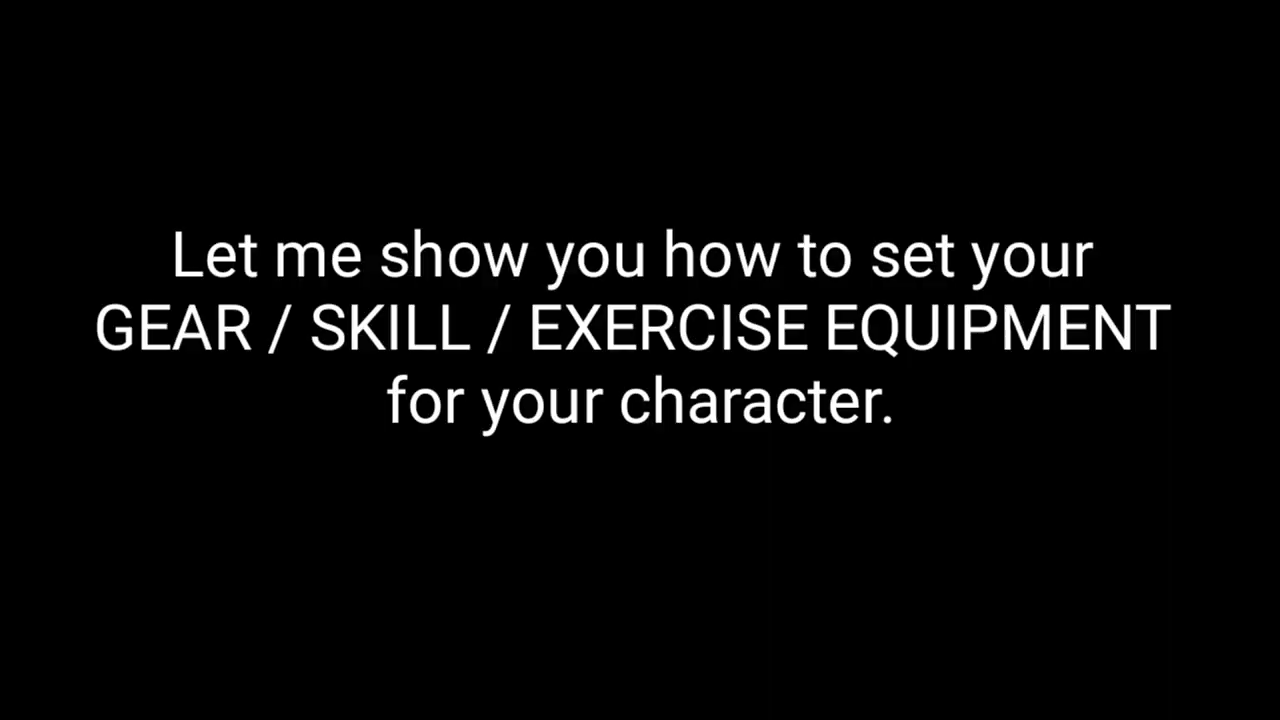 Let me show you how to set your
GEAR / SKILL / EXERCISE EQUIPMENT
for your character.